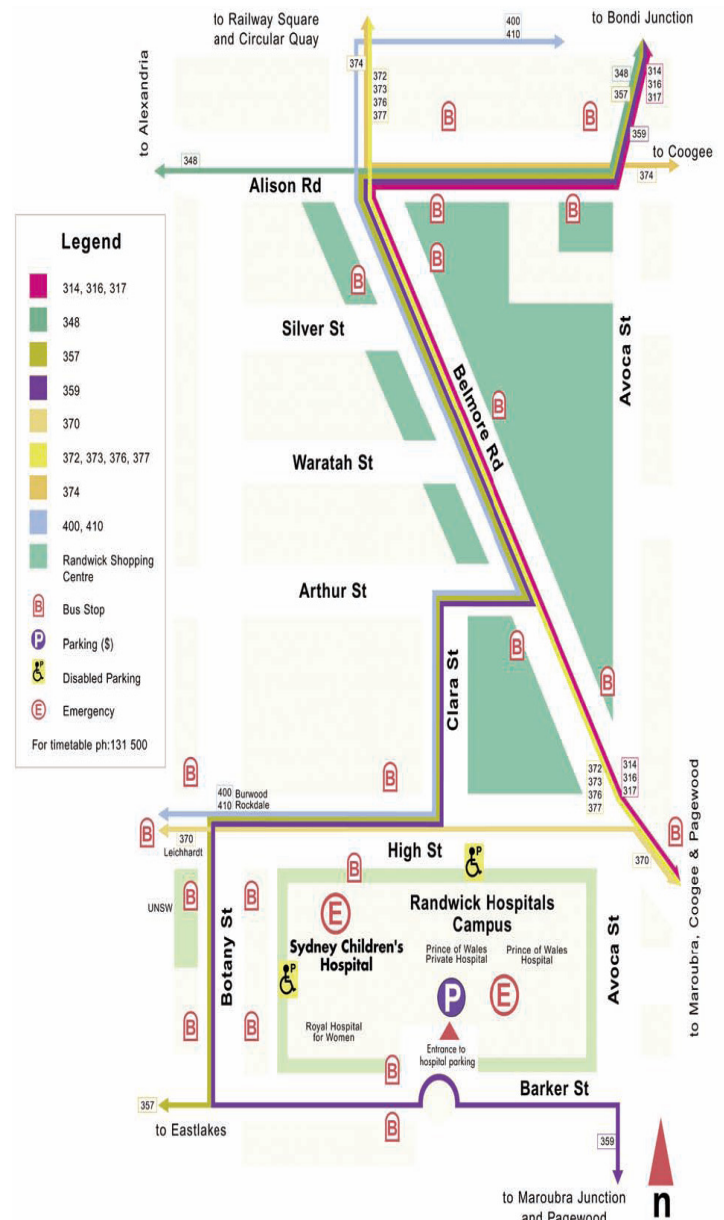 to Railway Square
and Circular Quay
400
410
to Bondi Junction
to Alexandria
374
372
373
376
377
348
357
314
316
317
359
to Coogee
374
348
Alison Rd
Legend
314, 316, 317
348
357
359
370
372, 373, 376, 377
374
400, 410
Randwick Shopping
Centre
B
Bus Stop
P
Parking ($)
P
Disabled Parking
E
Emergency
For timetable ph:131 500
B
B
B
B
B
B
Silver St
Avoca St
Belmore Rd
B
Waratah St
Arthur St
Clara St
B
B
372
373
376
377
314
316
317
B
B
400
410
Burwood
Rockdale
B
370
Leichhardt
B
370
to Maroubra, Coogee & Pagewood
High St
P
B
UNSW
B
B
Botany St
E
Sydney Children's
Hospital
Randwick Hospitals
Campus
Prince of Wales
Private Hospital
Prince of Wales
Hospital
Avoca St
P
P
E
Royal Hospital
for Women
Entrance to
hospital parking
B
B
B
Barker St
357
to Eastlakes
B
359
to Maroubra Junction
and Pagewood
n